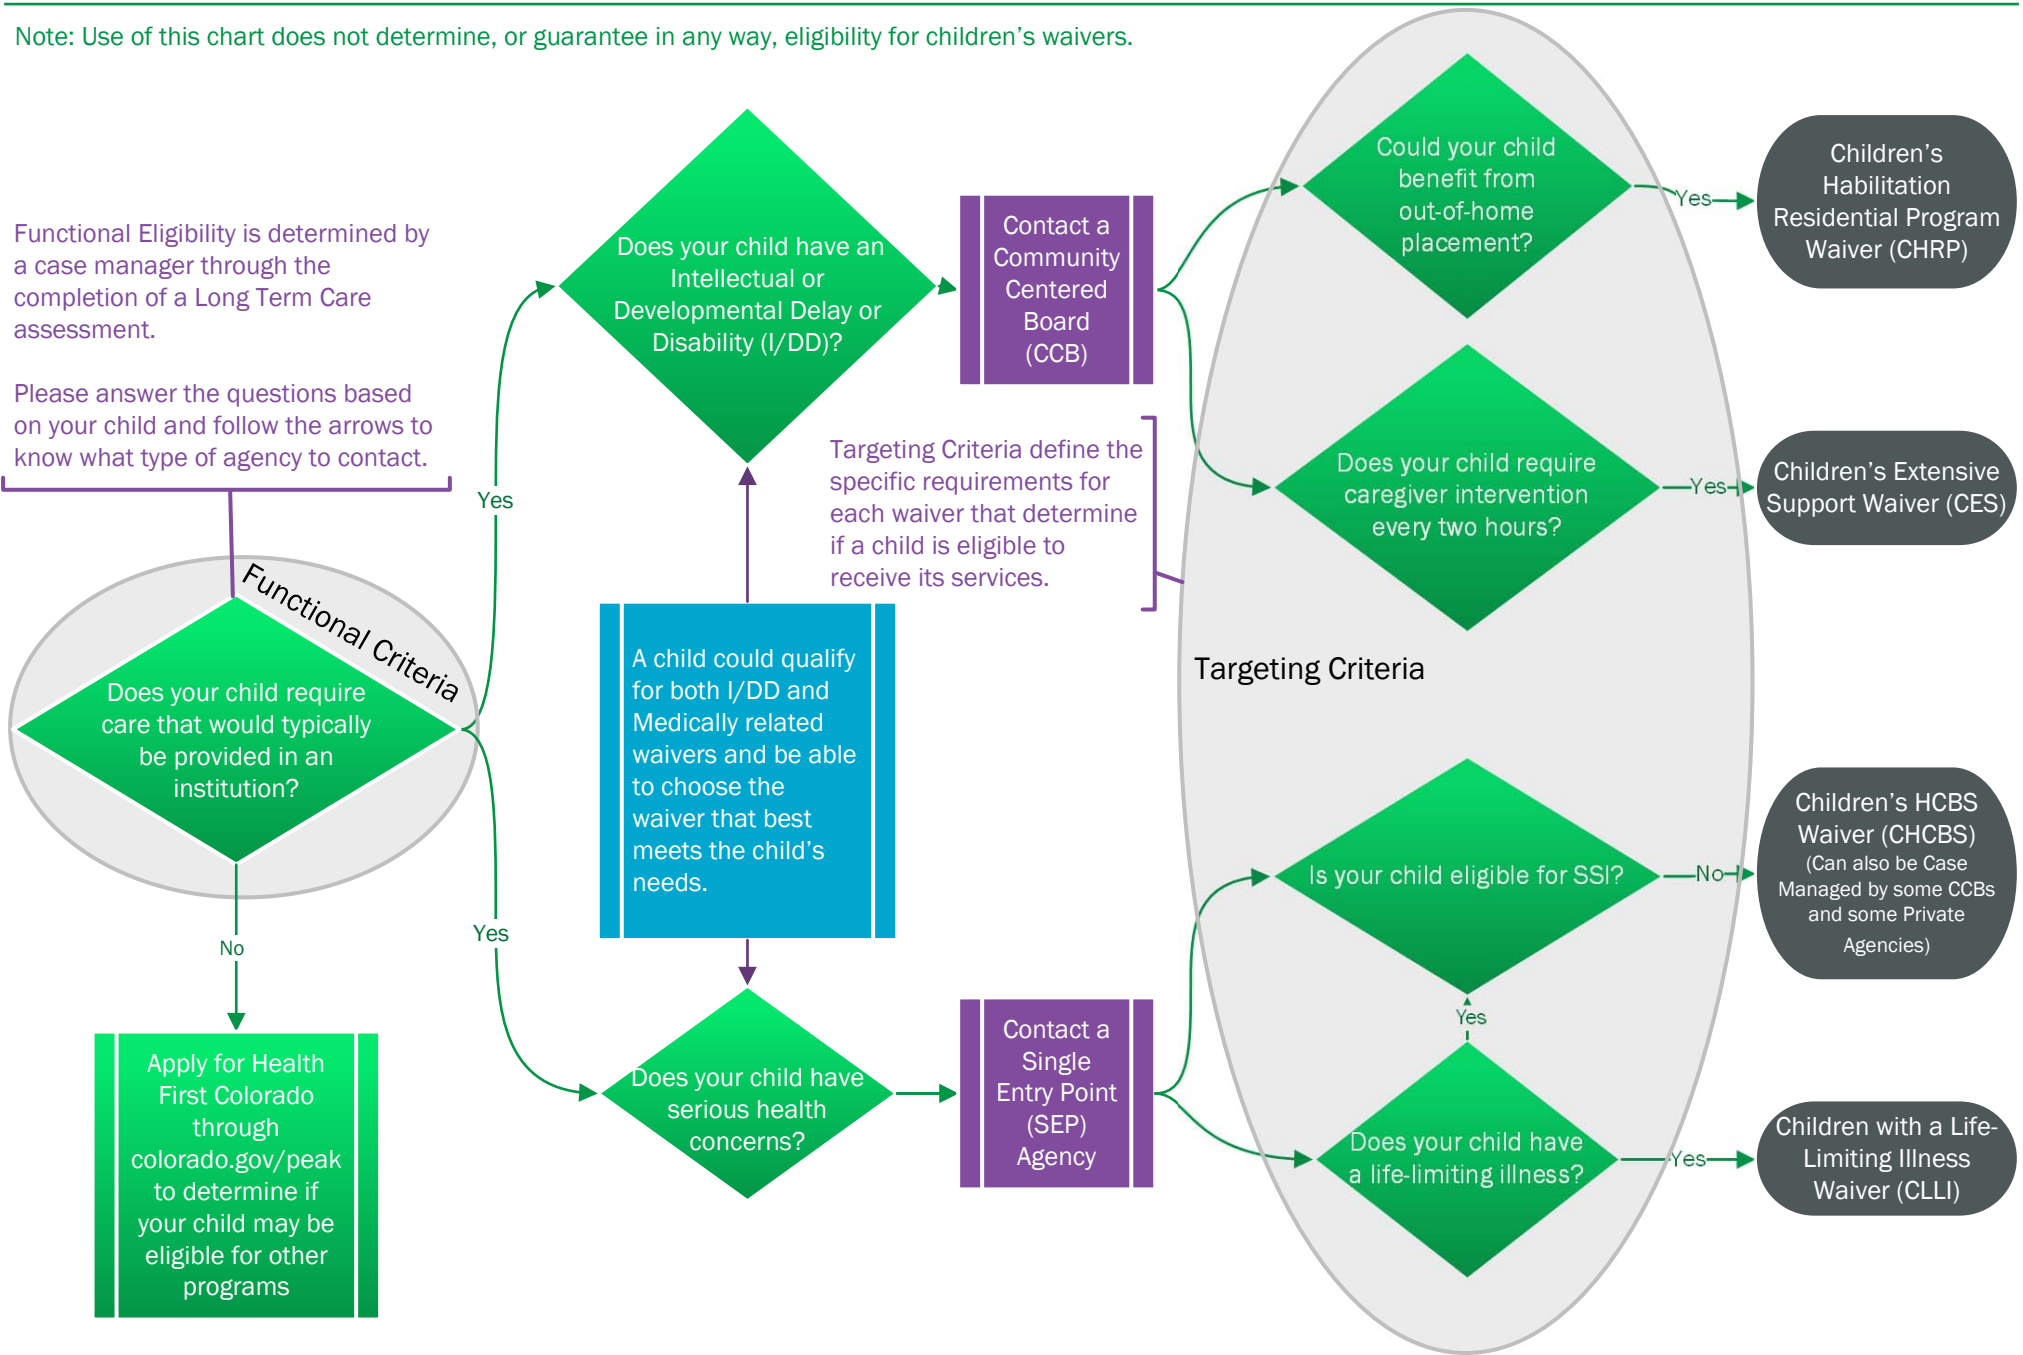 Note: Use of this chart does not determine, or guarantee in any way, eligibility for children's waivers.
Functional Eligibility is determined by
a case manager through the
completion of a Long Term Care
assessment.
Please answer the questions based
on your child and follow the arrows to
know what type of agency to contact.
Functional Criteria
Does your child require
care that would typically
be provided in an
institution?
No
Apply for Health
First Colorado
through
colorado.gov/peak
to determine if
your child may be
eligible for other
programs
Yes
Yes
Does your child have an
Intellectual or
Developmental Delay or
Disability (I/DD)?
A child could qualify
for both I/DD and
Medically related
waivers and be able
to choose the
waiver that best
meets the child's
needs.
Does your child have
serious health
concerns?
Contact a
Community
Centered
Board
(CCB)
Targeting Criteria define the
specific requirements for
each waiver that determine
if a child is eligible to
receive its services.
Contact a
Single
Entry Point
(SEP)
Agency
Targeting Criteria
Could your child
benefit from
out-of-home
placement?
Yes
Children's
Habilitation
Residential Program
Waiver (CHRP)
Does your child require
caregiver intervention
every two hours?
Yes
Children's Extensive
Support Waiver (CES)
Is your child eligible for SSI?
No
Children's HCBS
Waiver (CHCBS)
(Can also be Case
Managed by some CCBs
and some Private
Agencies)
Yes
Does your child have
a life-limiting illness?
Yes
Children with a Life-
Limiting Illness
Waiver (CLLI)